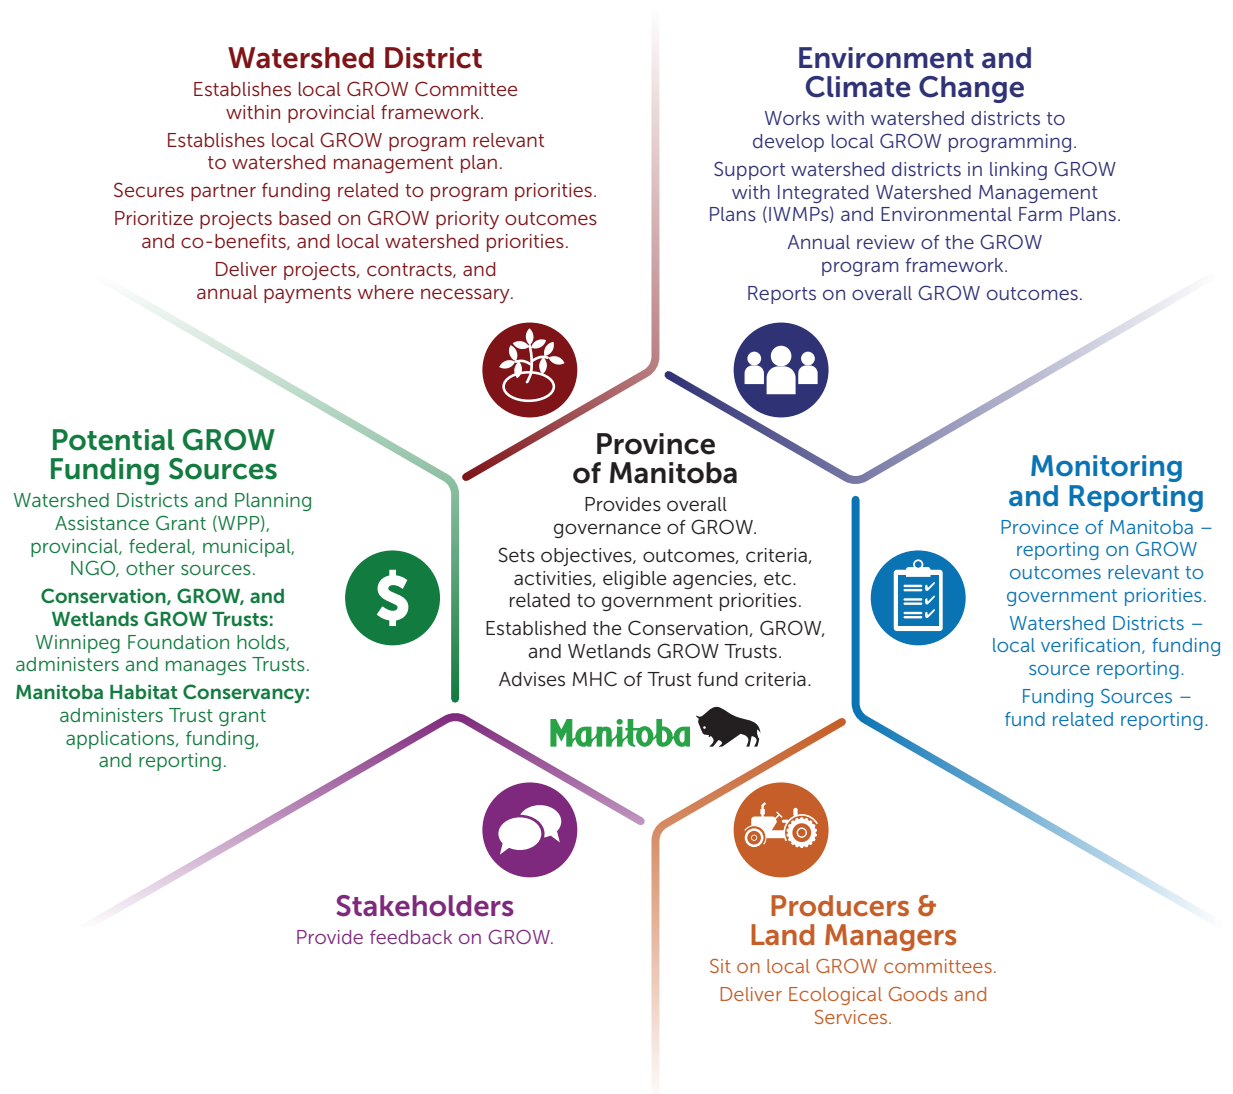 Watershed District
Establishes local GROW Committee
within provincial framework.
Establishes local GROW program relevant
to watershed management plan.
Secures partner funding related to program priorities.
Prioritize projects based on GROW priority outcomes
and co-benefits, and local watershed priorities.
Deliver projects, contracts, and
annual payments where necessary.
Environment and
Climate Change
Works with watershed districts to
develop local GROW programming.
Support watershed districts in linking GROW
with Integrated Watershed Management
Plans (IWMPs) and Environmental Farm Plans.
Annual review of the GROW
program framework.
Reports on overall GROW outcomes.
Potential GROW
Funding Sources
Watershed Districts and Planning
Assistance Grant (WPP),
provincial, federal, municipal,
NGO, other sources.
Conservation, GROW, and
Wetlands GROW Trusts:
Winnipeg Foundation holds,
administers and manages Trusts.
Manitoba Habitat Conservancy:
administers Trust grant
applications, funding,
and reporting.
$
Province
of Manitoba
Provides overall
governance of GROW.
Sets objectives, outcomes, criteria,
activities, eligible agencies, etc.
related to government priorities.
Established the Conservation, GROW,
and Wetlands GROW Trusts.
Advises MHC of Trust fund criteria.
Manitoba
Monitoring
and Reporting
Province of Manitoba –
reporting on GROW
outcomes relevant to
government priorities.
Watershed Districts –
local verification, funding
source reporting.
Funding Sources –
fund related reporting.
Stakeholders
Provide feedback on GROW.
Producers &
Land Managers
Sit on local GROW committees.
Deliver Ecological Goods and
Services.